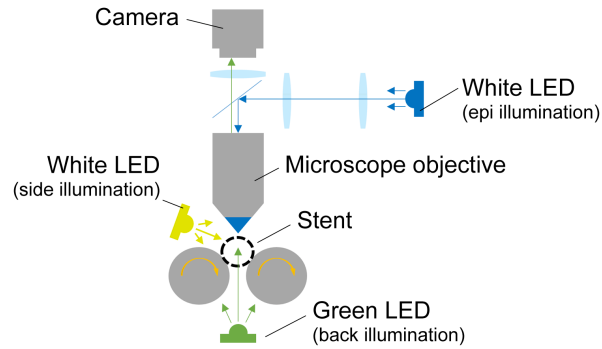 Camera
White LED
(epi illumination)
White LED
(side illumination)
Microscope objective
Stent
Green LED
(back illumination)